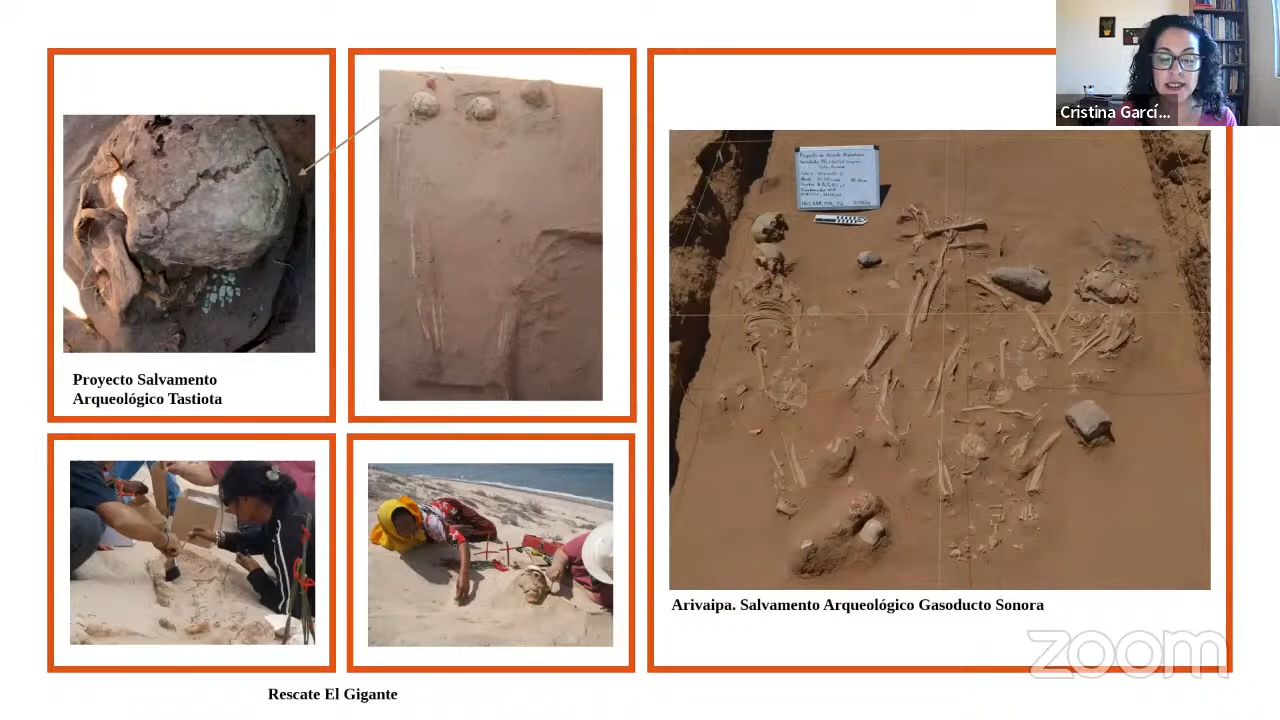 Cristina Garcí...
Proyecto Salvamento
Arqueológico Tastiota
Arivaipa. Salvamento Arqueológico Gasoducto Sonora
zoom
Rescate El Gigante